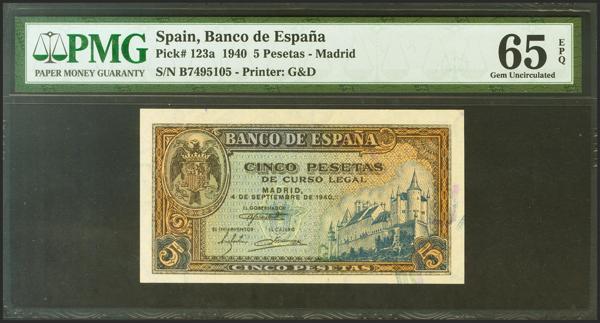 PMG
PAPER MONEY GUARANTY
Spain, Banco de España
Pick# 123a 1940 5 Pesetas - Madrid
S/N B7495105 - Printer: G&D
65 EPQ
Gem Uncirculated
BANCO DE ESPAÑA
CINCO PESETAS
DE CURSO LEGAL
MADRID,
4 DE SEPTIEMBRE DE 1940.
EL GOBERNADOR
EL INTERVENTOR EL CAJERO
5 5
CINCO PESETAS